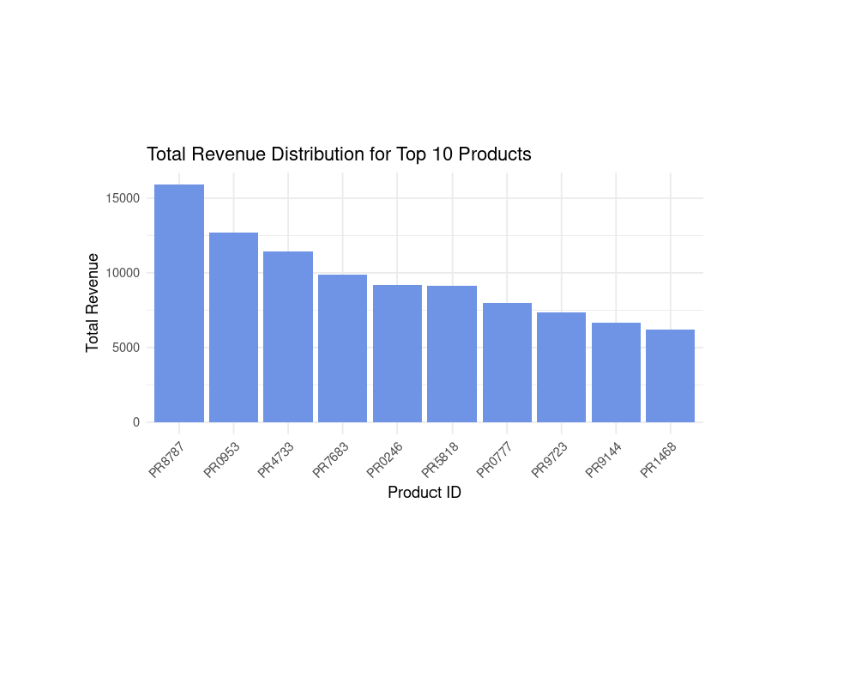 Total Revenue Distribution for Top 10 Products
Total Revenue
15000
10000
5000
0
PR8787
PR0953
PR4733
PR7683
PR0246
PR5818
PR0777
PR9723
PR9144
PR1468
Product ID